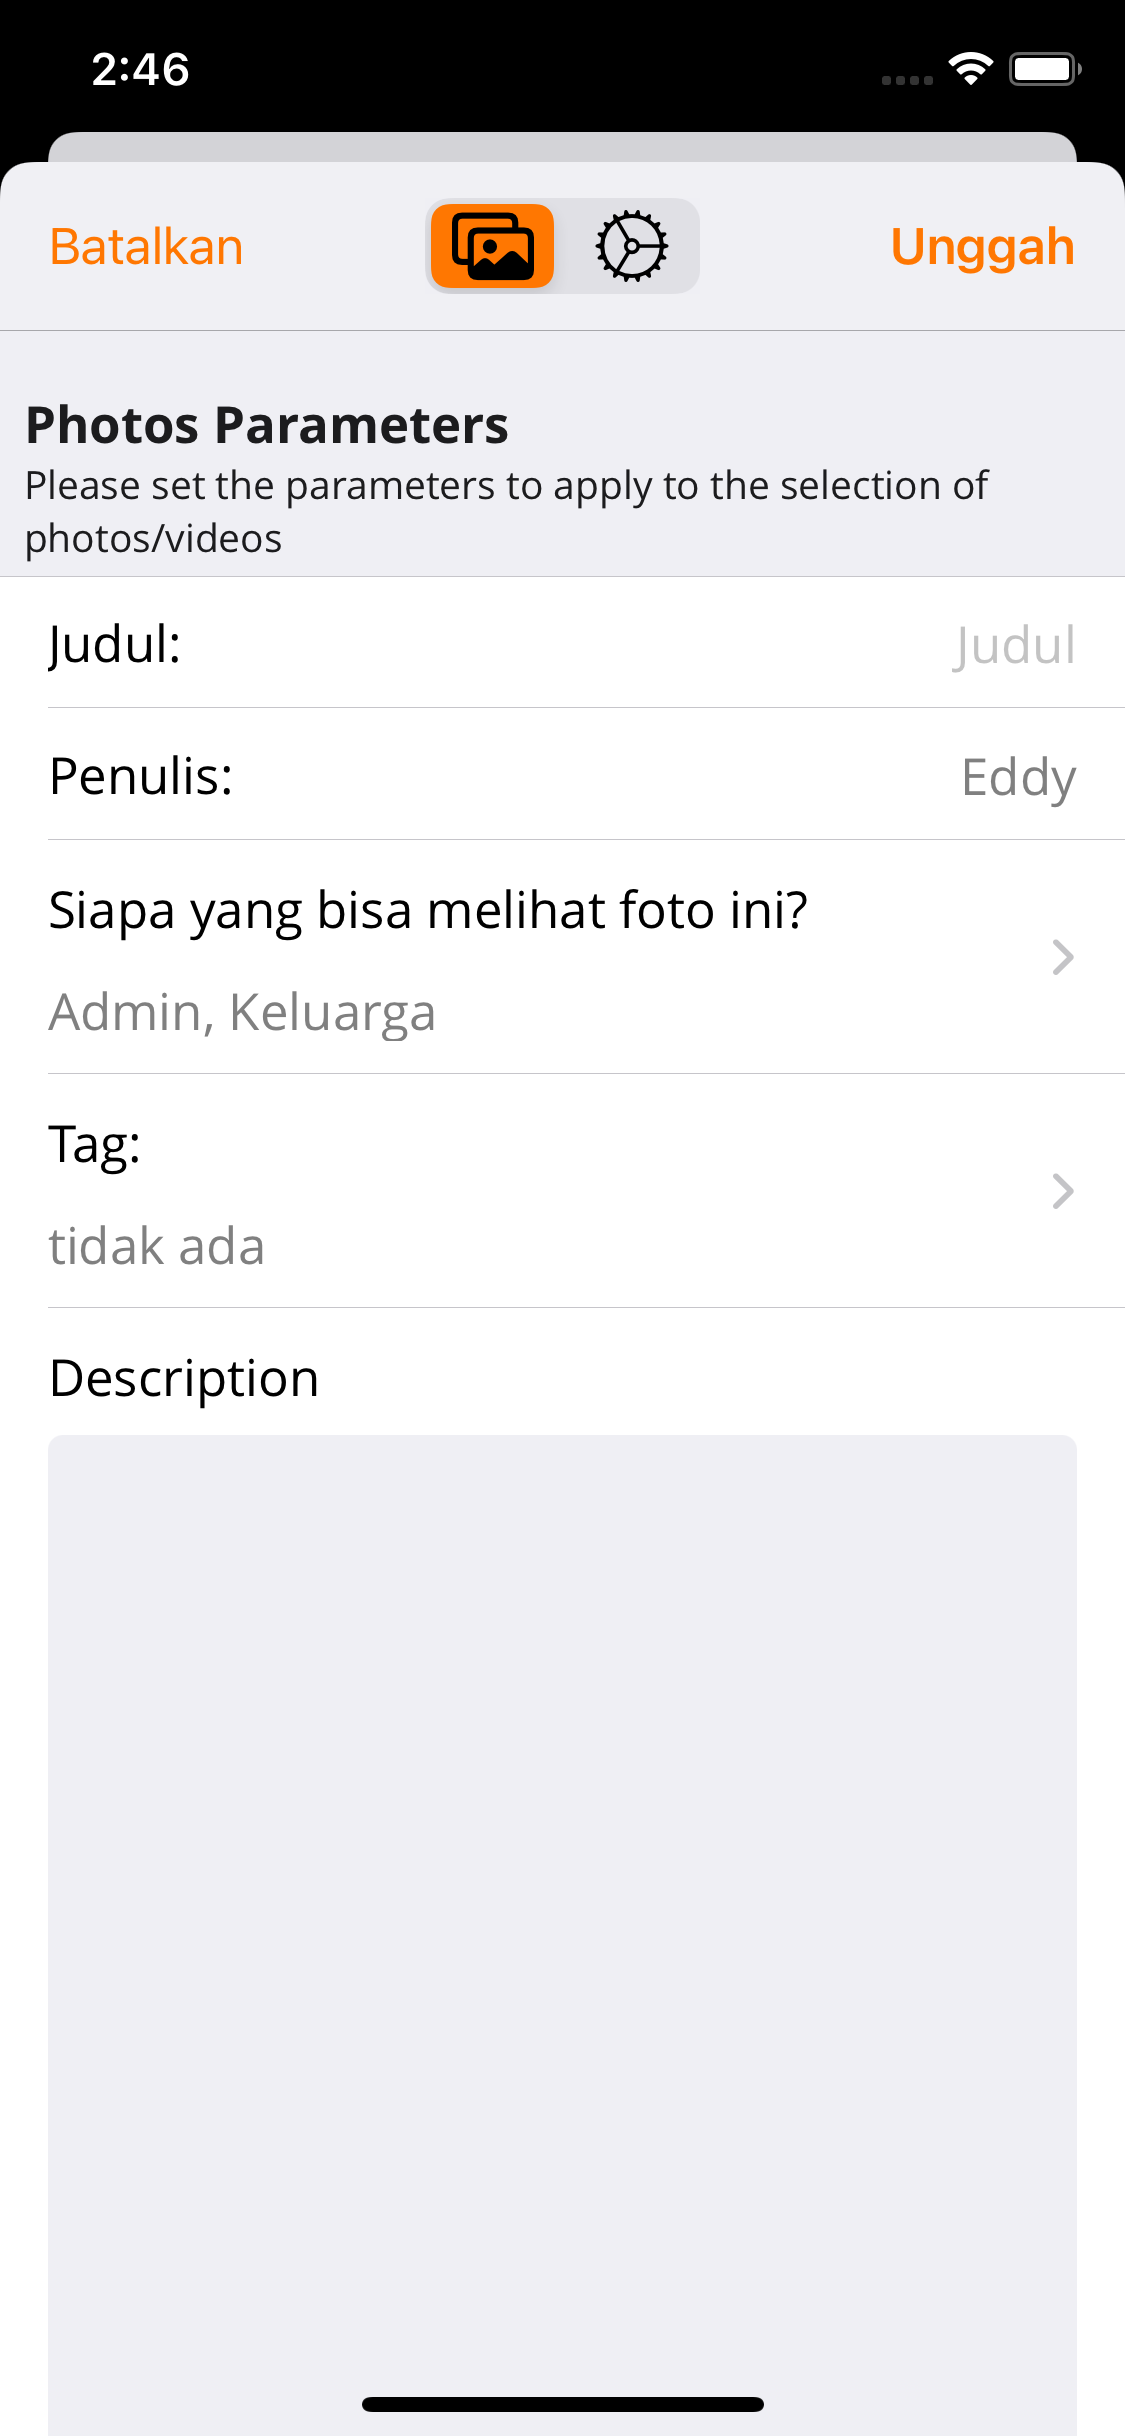 2:46
Batalkan
Unggah
Photos Parameters
Please set the parameters to apply to the selection of
photos/videos
Judul:
Judul
Penulis:
Eddy
Siapa yang bisa melihat foto ini?
Admin, Keluarga
Tag:
tidak ada
Description